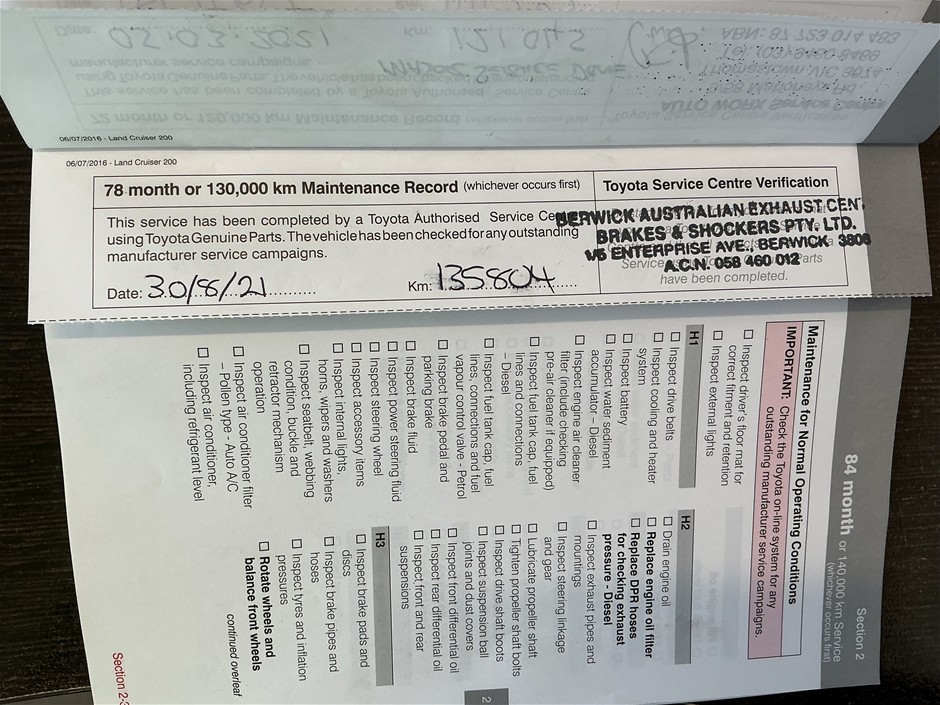 06/07/2016 - Land Cruiser 200
06/07/2016 - Land Cruiser 200
78 month or 130,000 km Maintenance Record (whichever occurs first)
Toyota Service Centre Verification
This service has been completed by a Toyota Authorised Service
using Toyota Genuine Parts. The vehicle has been checked for any outstanding
manufacturer service campaigns.
Date: 30/8/21
Km: 135804
BERWICK AUSTRALIAN EXHAUST CENT.
BRAKES & SHOCKERS PTY. LTD.
1/5 ENTERPRISE AVE., BERWICK 3806
A.C.N. 058 460 012
Service
Parts
have been completed.
Section 2
84 month or 140,000 km Service
(whichever occurs first)
Maintenance for Normal Operating Conditions
IMPORTANT: Check the Toyota on-line system for any
outstanding manufacturer service campaigns.
☐ Inspect driver's floor mat for
correct fitment and retention
☐ Inspect external lights
H1
☐ Inspect drive belts
☐ Inspect cooling and heater
system
☐ Inspect battery
☐ Inspect water sediment
accumulator – Diesel
☐ Inspect engine air cleaner
filter (include checking
pre-air cleaner if equipped)
☐ Inspect fuel tank, cap, fuel
lines and connections
– Diesel
☐ Inspect fuel tank cap, fuel
lines, connections and fuel
vapour control valve - Petrol
☐ Inspect brake pedal and
parking brake
☐ Inspect brake fluid
☐ Inspect power steering fluid
☐ Inspect steering wheel
☐ Inspect accessory items
☐ Inspect internal lights,
horns, wipers and washers
☐ Inspect seatbelt, webbing
condition, buckle and
retractor mechanism
operation
☐ Inspect air conditioner filter
– Pollen type - Auto A/C
☐ Inspect air conditioner,
including refrigerant level
H2
☐ Drain engine oil
☐ Replace engine oil filter
☐ Replace DPR hoses
for checking exhaust
pressure - Diesel
☐ Inspect exhaust pipes and
mountings
☐ Inspect steering linkage
and gear
☐ Lubricate propeller shaft
☐ Tighten propeller shaft bolts
☐ Inspect drive shaft boots
☐ Inspect suspension ball
joints and dust covers
☐ Inspect front differential oil
☐ Inspect rear differential oil
☐ Inspect front and rear
suspensions
H3
☐ Inspect brake pads and
discs
☐ Inspect brake pipes and
hoses
☐ Inspect tyres and inflation
pressures
☐ Rotate wheels and
balance front wheels
continued overleaf
2